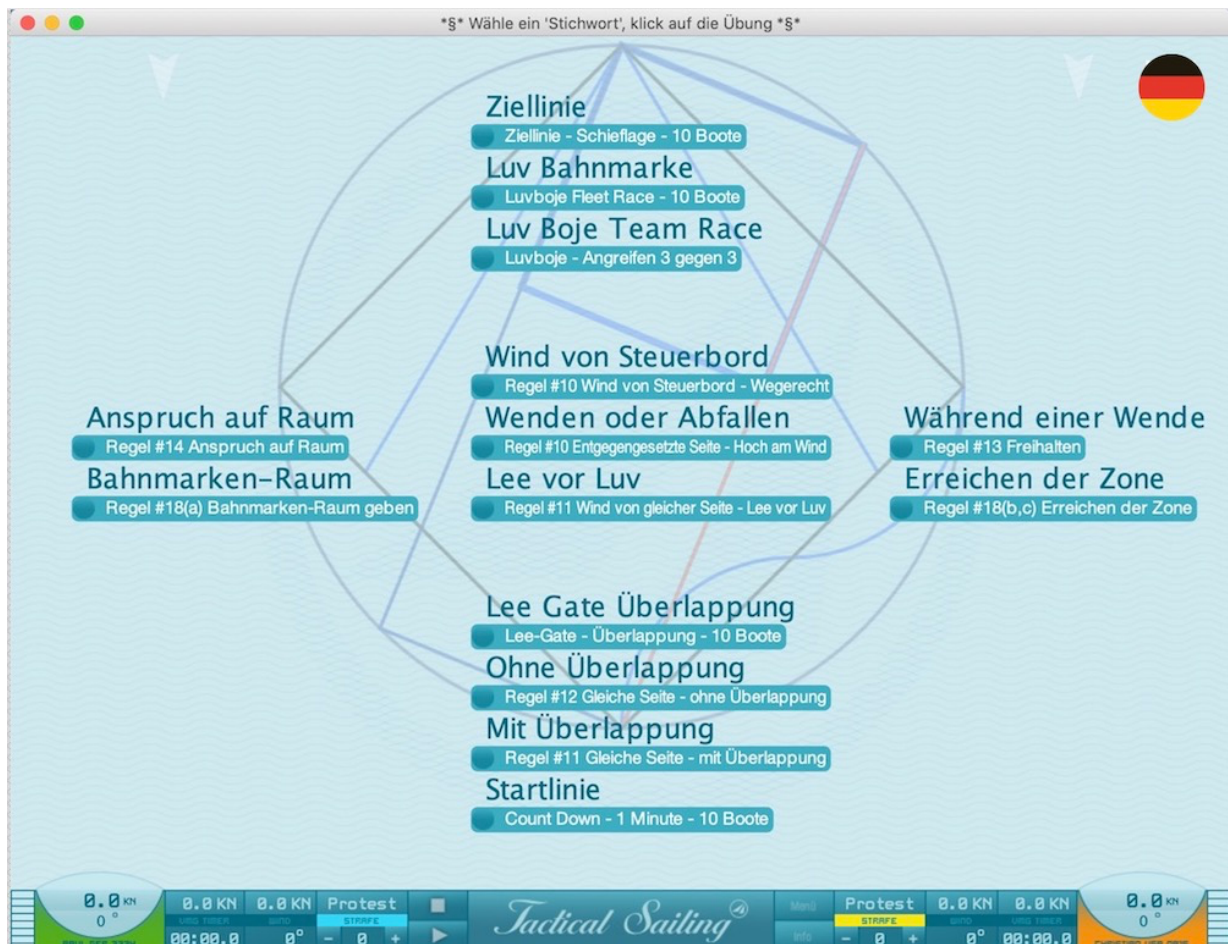 *§* Wähle ein 'Stichwort', klick auf die Übung *§*
Ziellinie
Ziellinie - Schieflage - 10 Boote
Luv Bahnmarke
Luvboje Fleet Race - 10 Boote
Luv Boje Team Race
Luvboje - Angreifen 3 gegen 3
Wind von Steuerbord
Regel #10 Wind von Steuerbord - Wegerecht
Anspruch auf Raum
Regel #14 Anspruch auf Raum
Bahnmarken-Raum
Regel #18(a) Bahnmarken-Raum geben
Wenden oder Abfallen
Regel #10 Entgegengesetzte Seite - Hoch am Wind
Lee vor Luv
Regel #11 Wind von gleicher Seite - Lee vor Luv
Während einer Wende
Regel #13 Freihalten
Erreichen der Zone
Regel #18(b,c) Erreichen der Zone
Lee Gate Überlappung
Lee-Gate - Überlappung - 10 Boote
Ohne Überlappung
Regel #12 Gleiche Seite - ohne Überlappung
Mit Überlappung
Regel #11 Gleiche Seite - mit Überlappung
Startlinie
Count Down - 1 Minute - 10 Boote
0.0 KN
0°
0.0 KN 0.0 KN Protest
VMG TIMER WIND STRAFE
00:00.0 0° - 0 +
Tactical Sailing
Menü
Info
Protest 0.0 KN 0.0 KN
STRAFE WIND VMG TIMER
- 0 + 0° 00:00.0
0.0 KN
0°